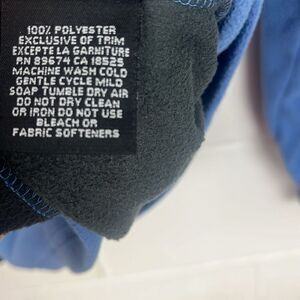 100% POLYESTER
EXCLUSIVE OF TRIM
EXCEPTE LA GARNITURE
RN 89674 CA 18525
MACHINE WASH COLD
GENTLE CYCLE MILD
SOAP TUMBLE DRY AIR
DO NOT DRY CLEAN
OR IRON DO NOT USE
BLEACH OR
FABRIC SOFTENERS